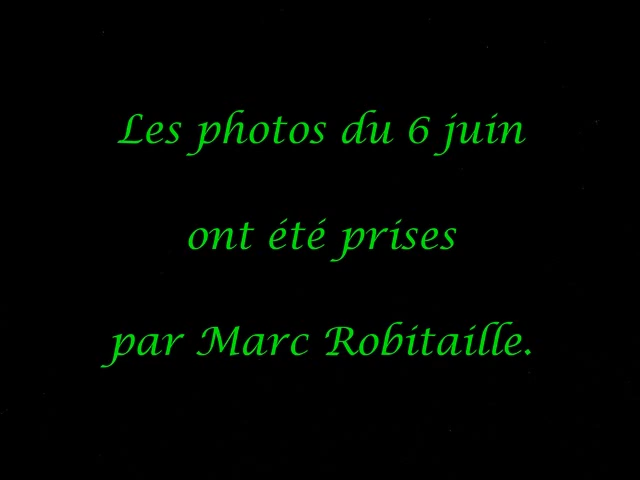 Les photos du 6 juin
ont été prises
par Marc Robitaille.